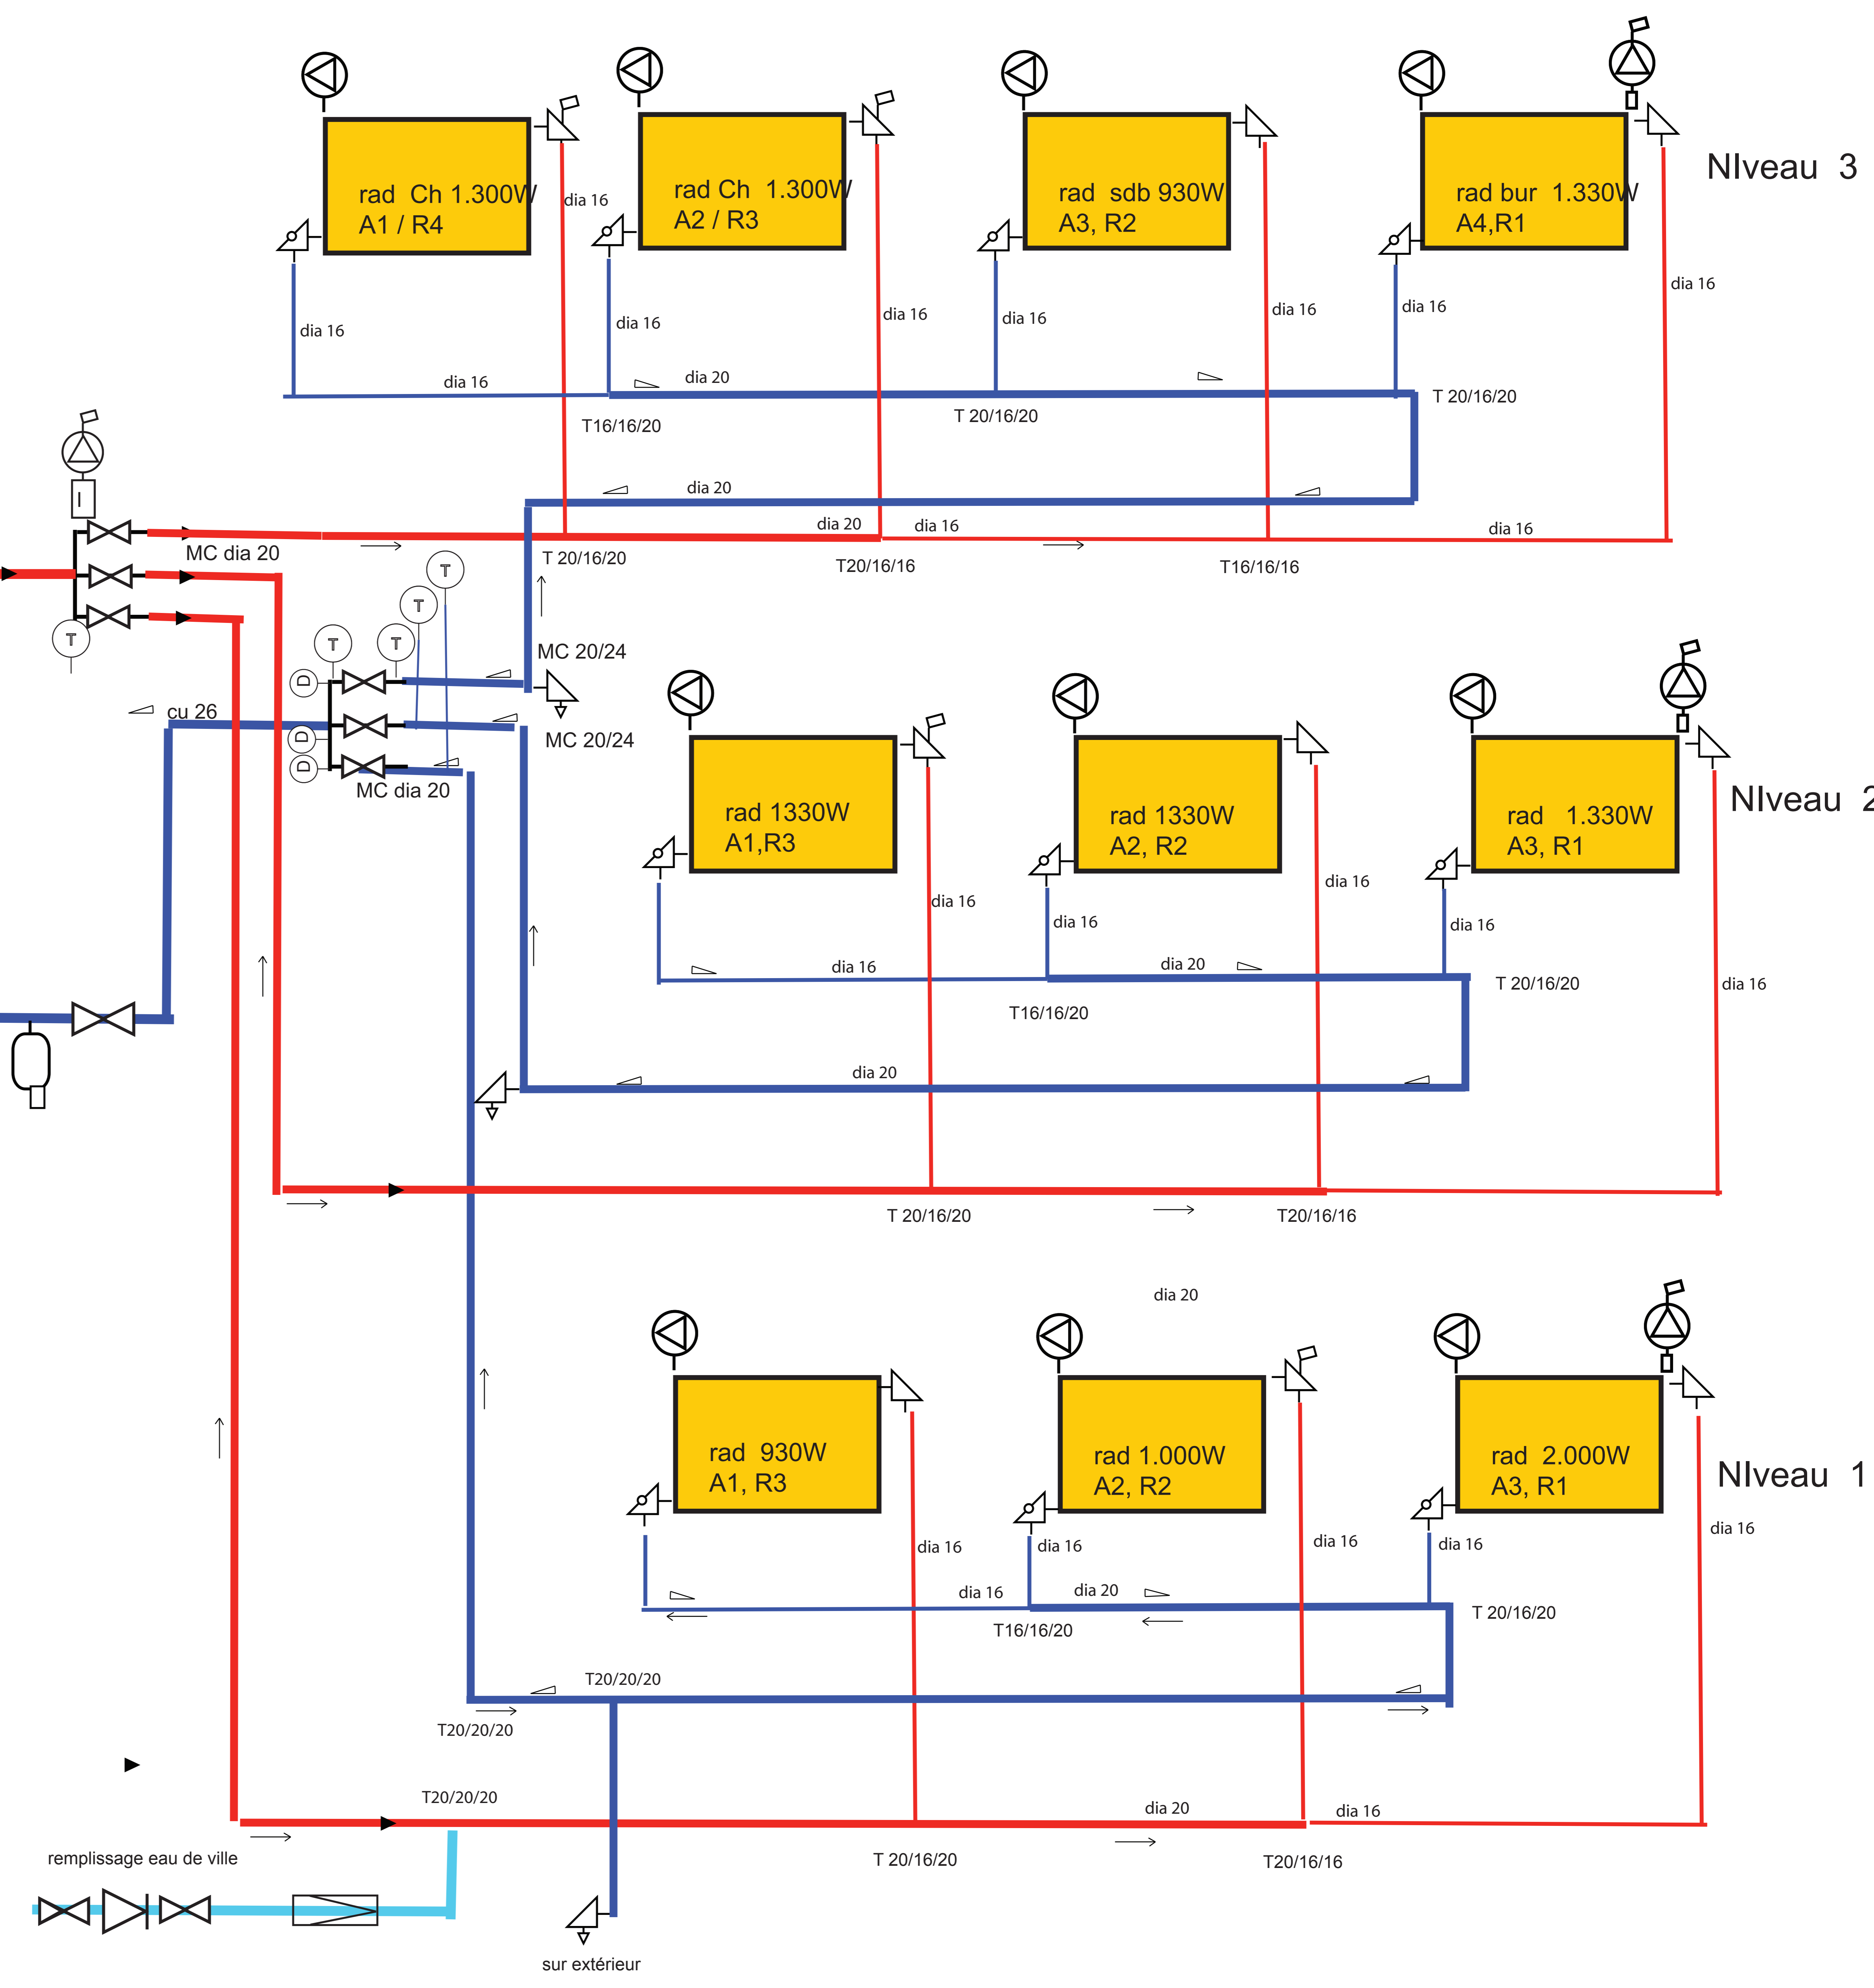 rad Ch 1.300W
A1 / R4
dia 16
rad Ch 1.300W
A2 / R3
rad sdb 930W
A3, R2
rad bur 1.330W
A4,R1
NIveau 3
dia 16
dia 16
dia 16
dia 16
dia 16
dia 16
dia 16
dia 16
dia 20
T16/16/20
T 20/16/20
T 20/16/20
dia 20
dia 20
dia 16
dia 16
I
MC dia 20
T 20/16/20
T20/16/16
T16/16/16
T
T
T
T
T
MC 20/24
D
cu 26
D
D
MC 20/24
MC dia 20
rad 1330W
A1,R3
rad 1330W
A2, R2
rad 1.330W
A3, R1
NIveau 2
dia 16
dia 16
dia 16
dia 16
dia 16
dia 20
dia 16
T16/16/20
T 20/16/20
dia 20
T 20/16/20
T20/16/16
dia 20
rad 930W
A1, R3
rad 1.000W
A2, R2
rad 2.000W
A3, R1
NIveau 1
dia 16
dia 16
dia 16
dia 16
dia 16
dia 16
dia 20
T16/16/20
T 20/16/20
T20/20/20
T20/20/20
T20/20/20
dia 20
dia 16
T 20/16/20
T20/16/16
remplissage eau de ville
sur extérieur